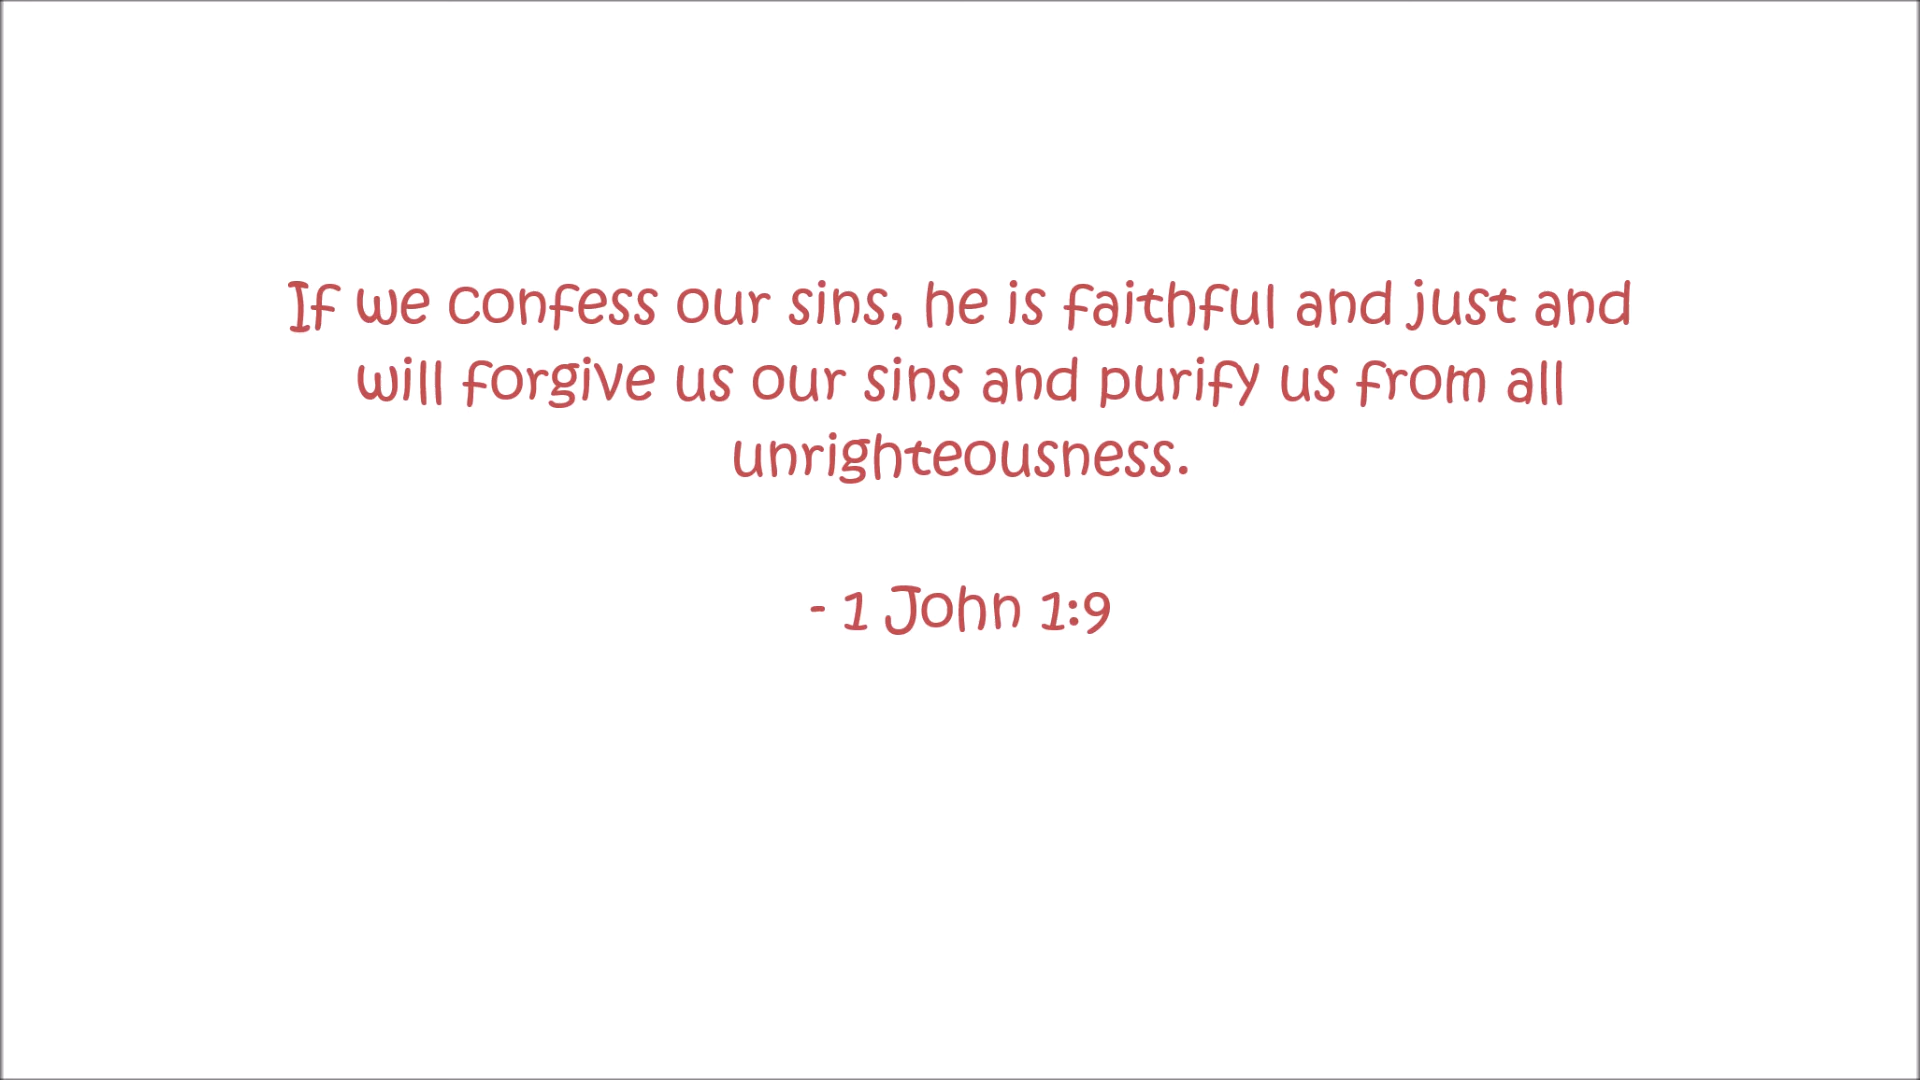 If we confess our sins, he is faithful and just and
will forgive us our sins and purify us from all
unrighteousness.
- 1 John 1:9